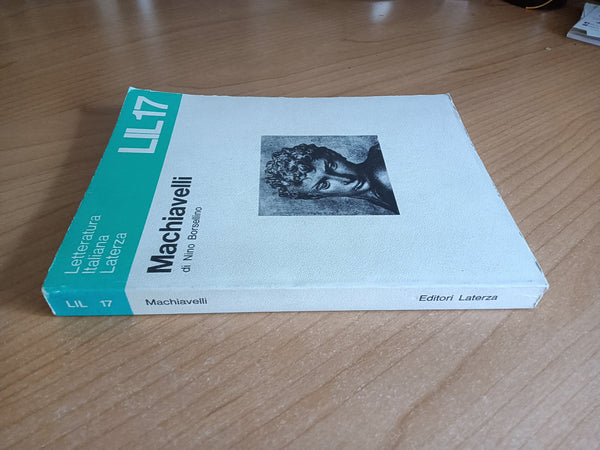 LIL17
Letteratura
Italiana
Laterza
Machiavelli
di Nino Borsellino
LIL 17 Machiavelli Editori Laterza